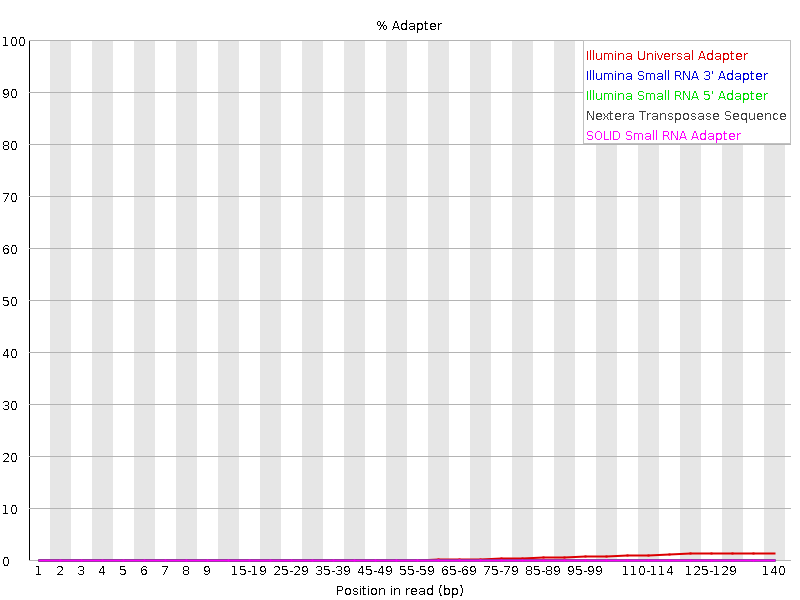 % Adapter
100
90
80
70
60
50
40
30
20
10
0
Illumina Universal Adapter
Illumina Small RNA 3' Adapter
Illumina Small RNA 5' Adapter
Nextera Transposase Sequence
SOLID Small RNA Adapter
1 2 3 4 5 6 7 8 9 15-19 25-29 35-39 45-49 55-59 65-69 75-79 85-89 95-99 110-114 125-129 140
Position in read (bp)